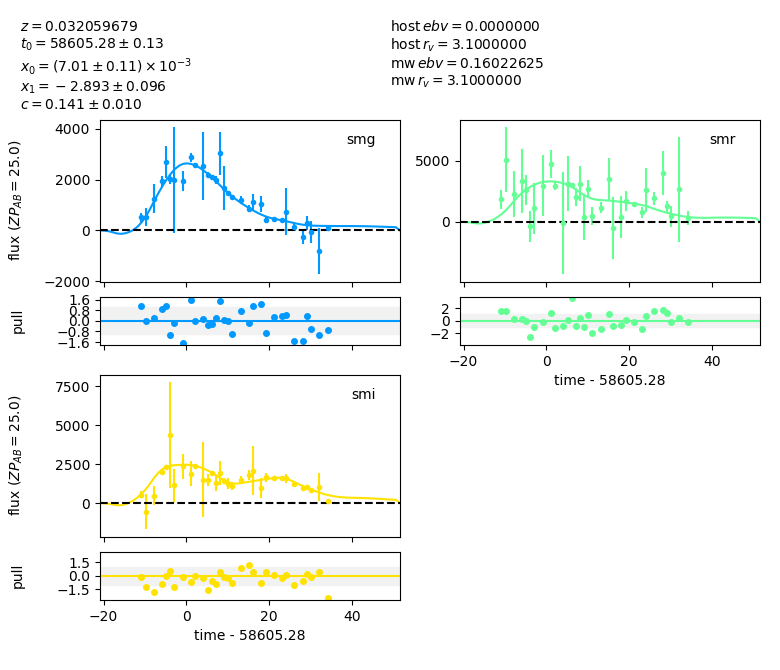 z = 0.032059679
t₀ = 58605.28 ± 0.13
x₀ = (7.01 ± 0.11) × 10⁻³
x₁ = −2.893 ± 0.096
c = 0.141 ± 0.010
host ebv = 0.0000000
host r_v = 3.1000000
mw ebv = 0.16022625
mw r_v = 3.1000000
flux (ZP_AB = 25.0)
4000
2000
0
−2000
smg
5000
0
smr
pull
1.6
0.8
0.0
−0.8
−1.6
2
0
−2
−20
0
20
40
time - 58605.28
flux (ZP_AB = 25.0)
7500
5000
2500
0
smi
pull
1.5
0.0
−1.5
−20
0
20
40
time - 58605.28